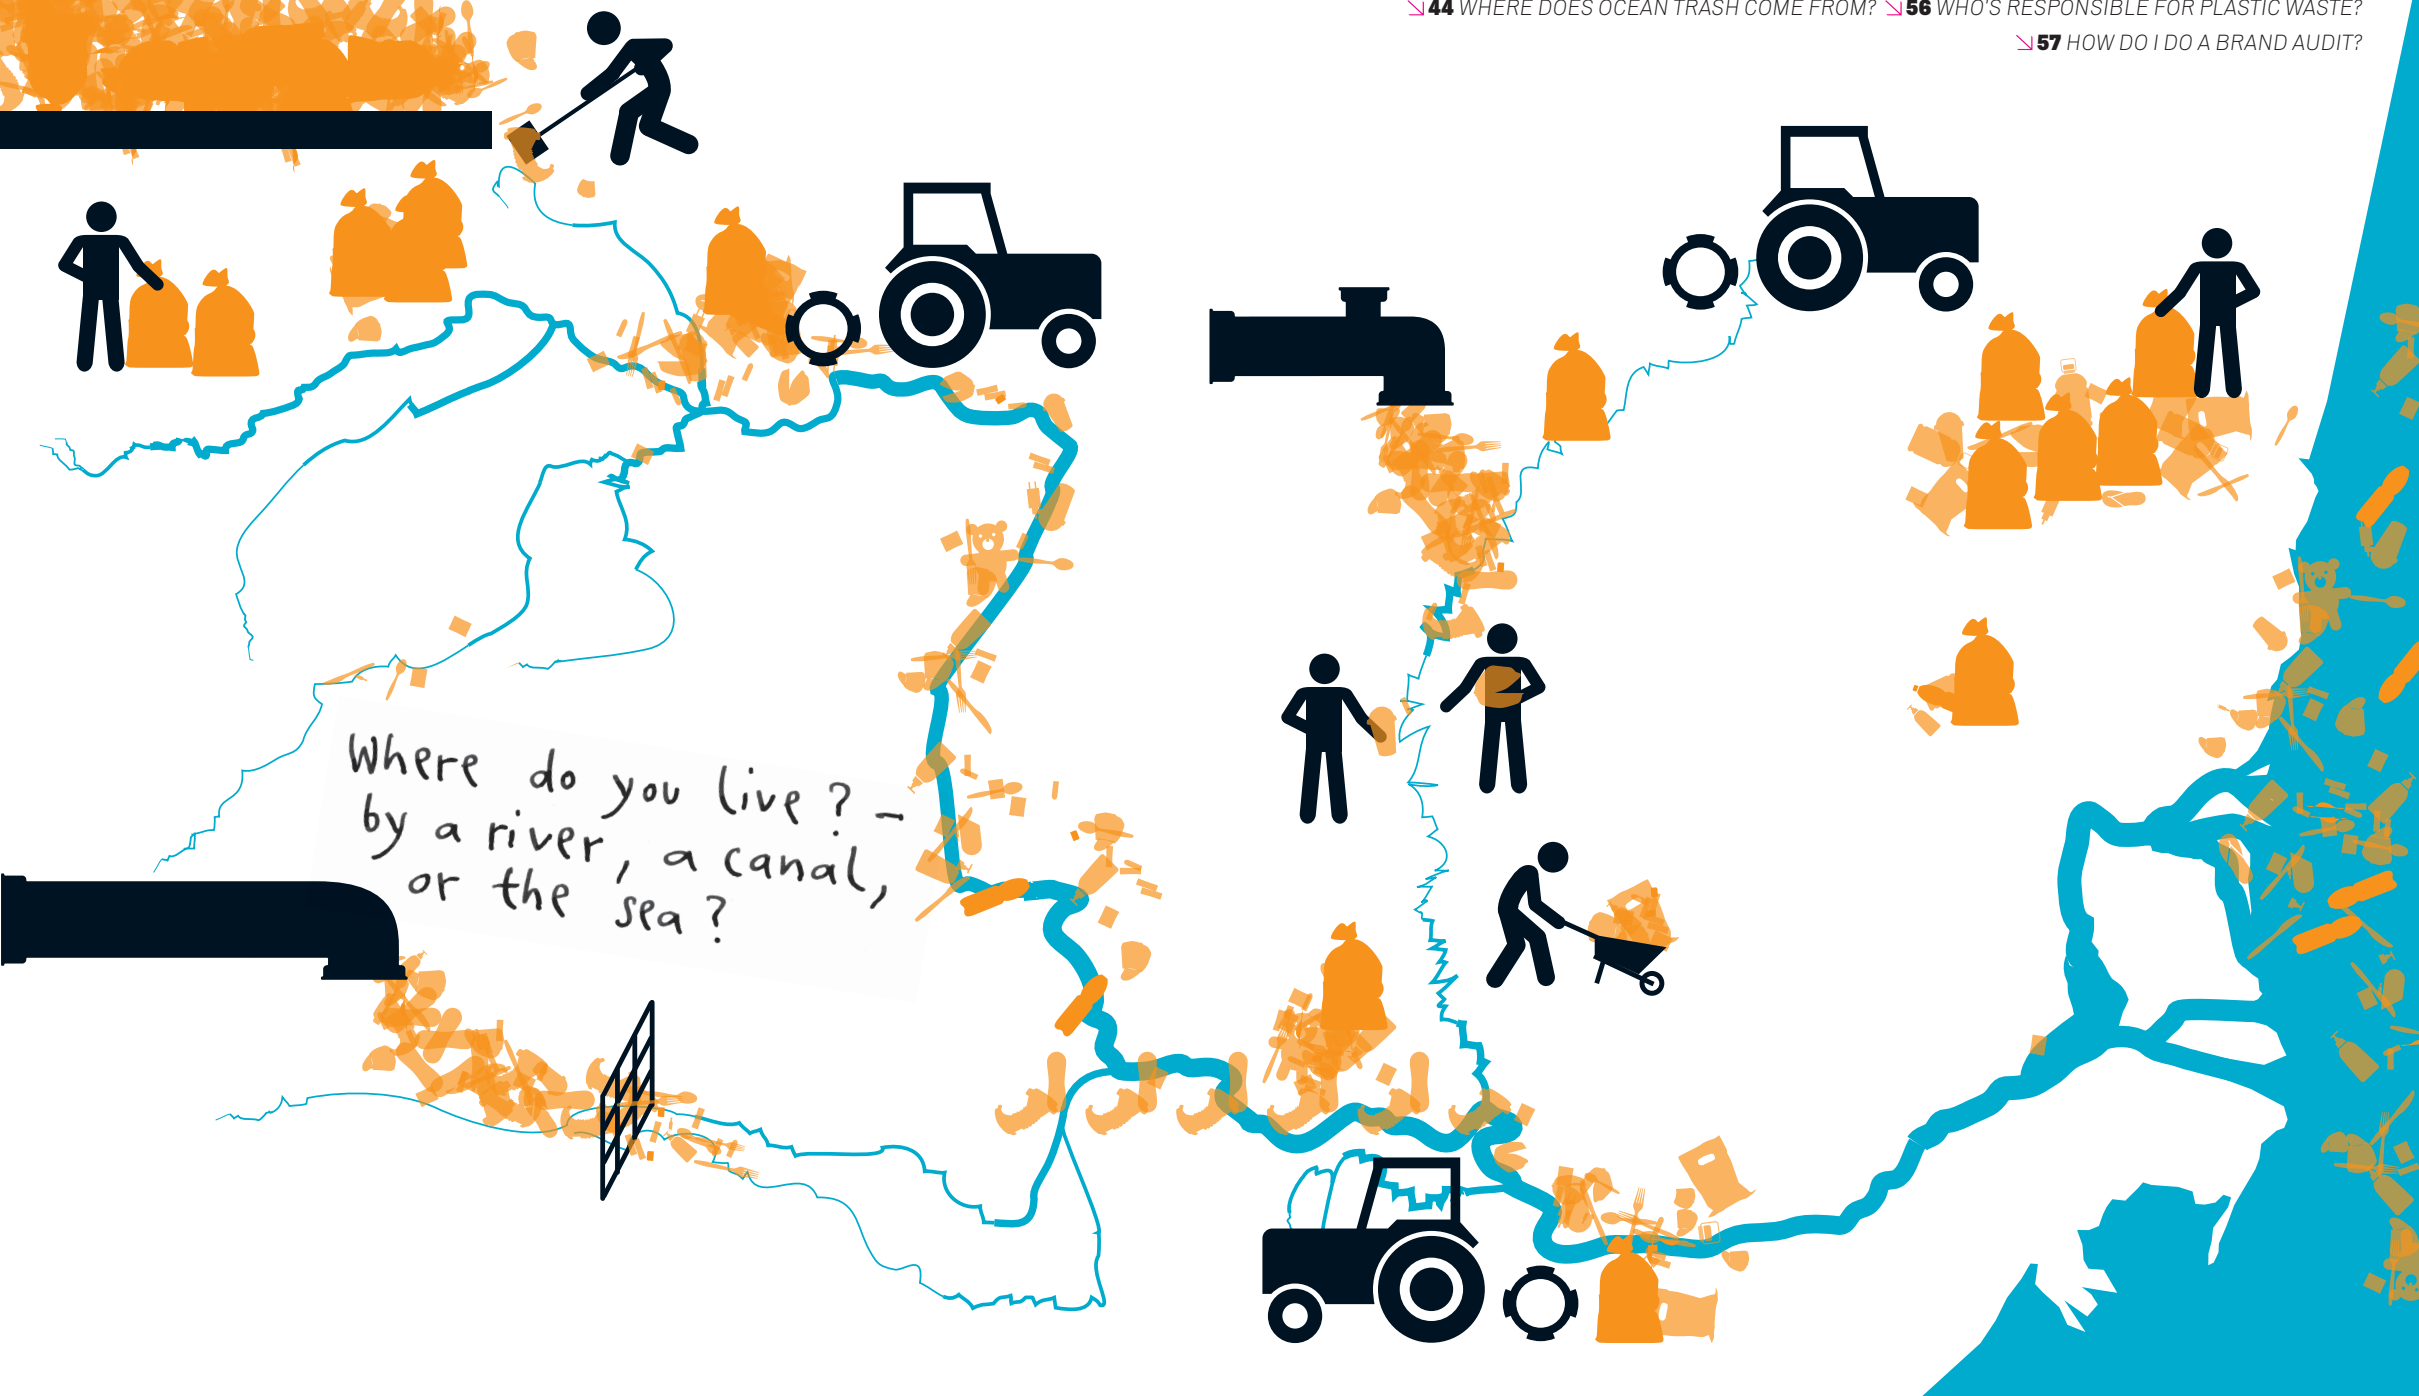 ↘44 WHERE DOES OCEAN TRASH COME FROM? ↘56 WHO'S RESPONSIBLE FOR PLASTIC WASTE?
↘57 HOW DO I DO A BRAND AUDIT?
Where do you live? –
by a river, a canal,
or the sea?